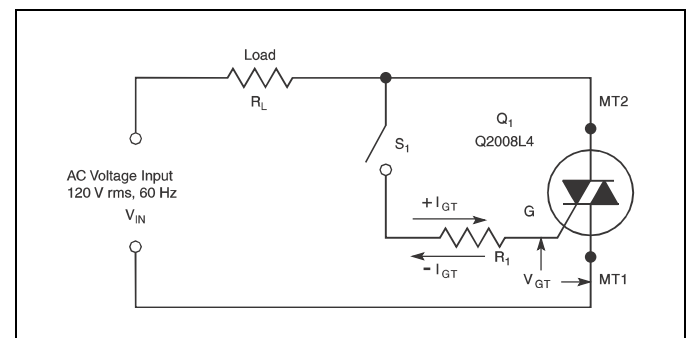 Load
R_L
MT2
Q_1
Q2008L4
S_1
AC Voltage Input
120 V rms, 60 Hz
V_IN
+ I_GT
G
R_1
- I_GT
V_GT
MT1